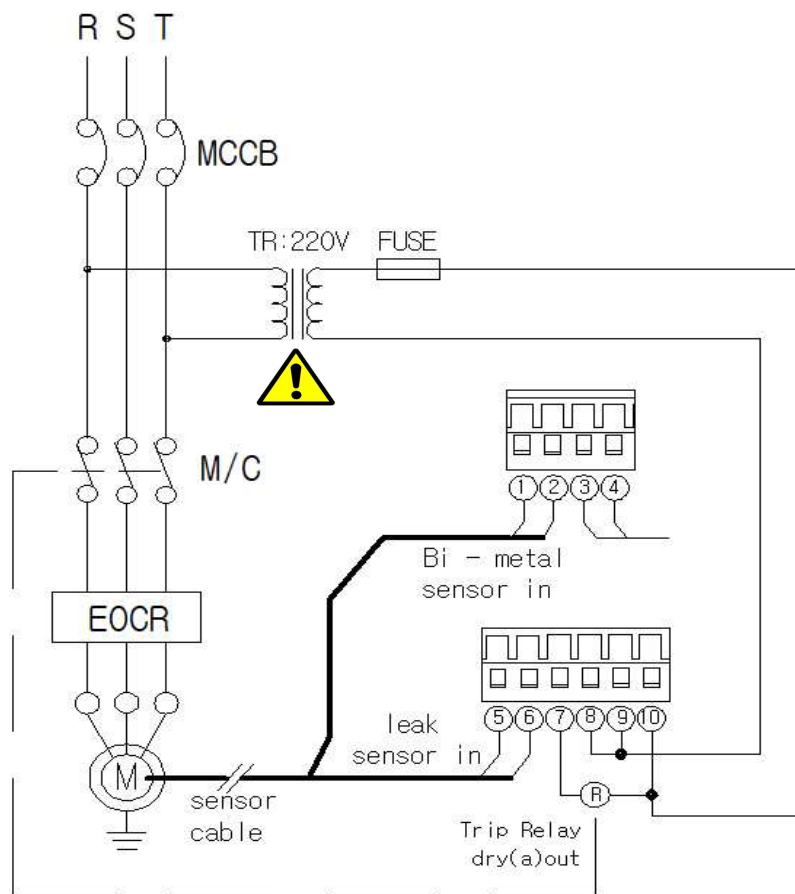 R S T
MCCB
TR:220V FUSE
!
M/C
1 2 3 4
Bi - metal
sensor in
EOCR
5 6 7 8 9 10
leak
sensor in
M
R
sensor
cable
Trip Relay
dry(a)out